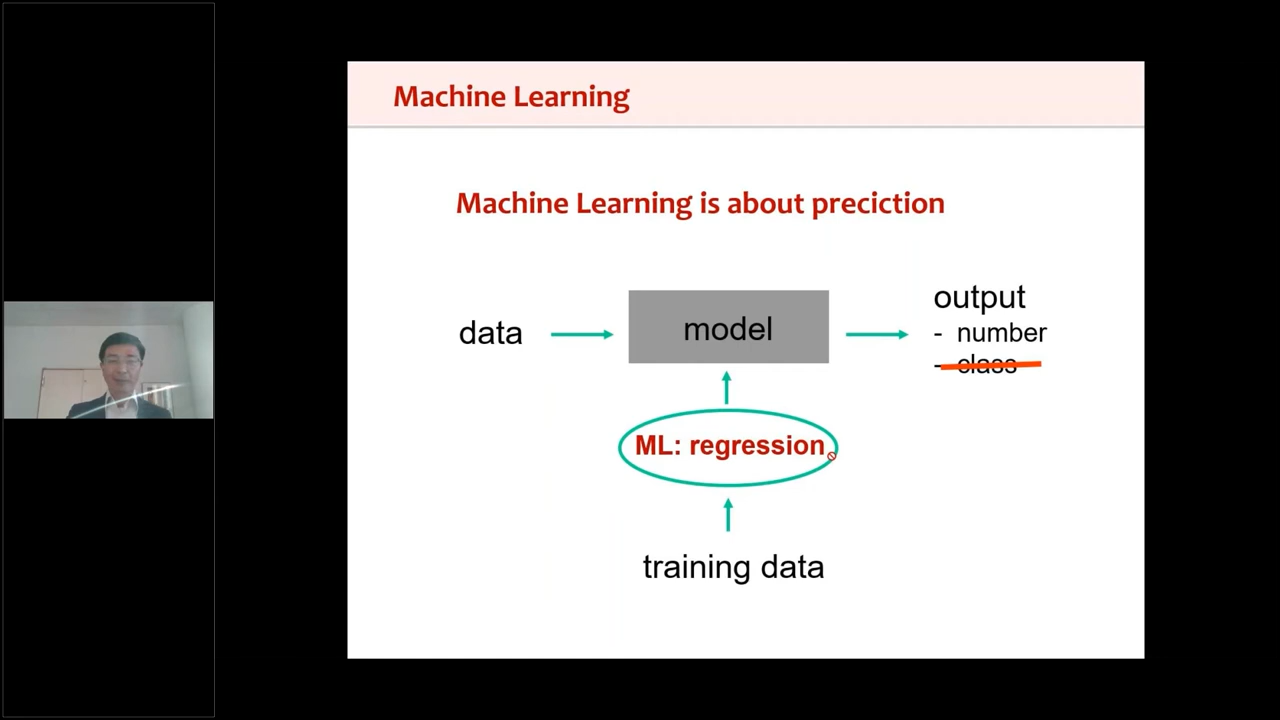 Machine Learning
Machine Learning is about preciction
data
model
output
- number
- class
ML: regression
training data